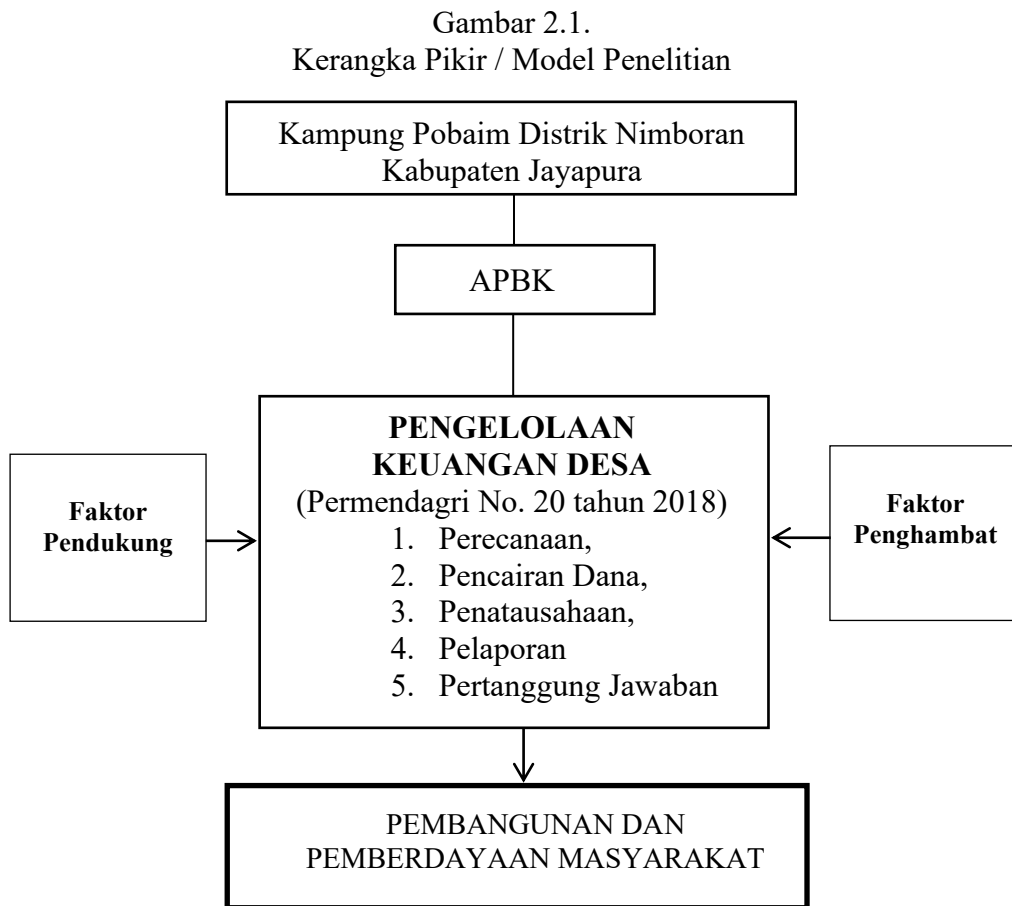 Gambar 2.1.
Kerangka Pikir / Model Penelitian
Kampung Pobaim Distrik Nimboran
Kabupaten Jayapura
APBK
PENGELOLAAN
KEUANGAN DESA
(Permendagri No. 20 tahun 2018)
1. Perecanaan,
2. Pencairan Dana,
3. Penatausahaan,
4. Pelaporan
5. Pertanggung Jawaban
Faktor
Pendukung
Faktor
Penghambat
PEMBANGUNAN DAN
PEMBERDAYAAN MASYARAKAT